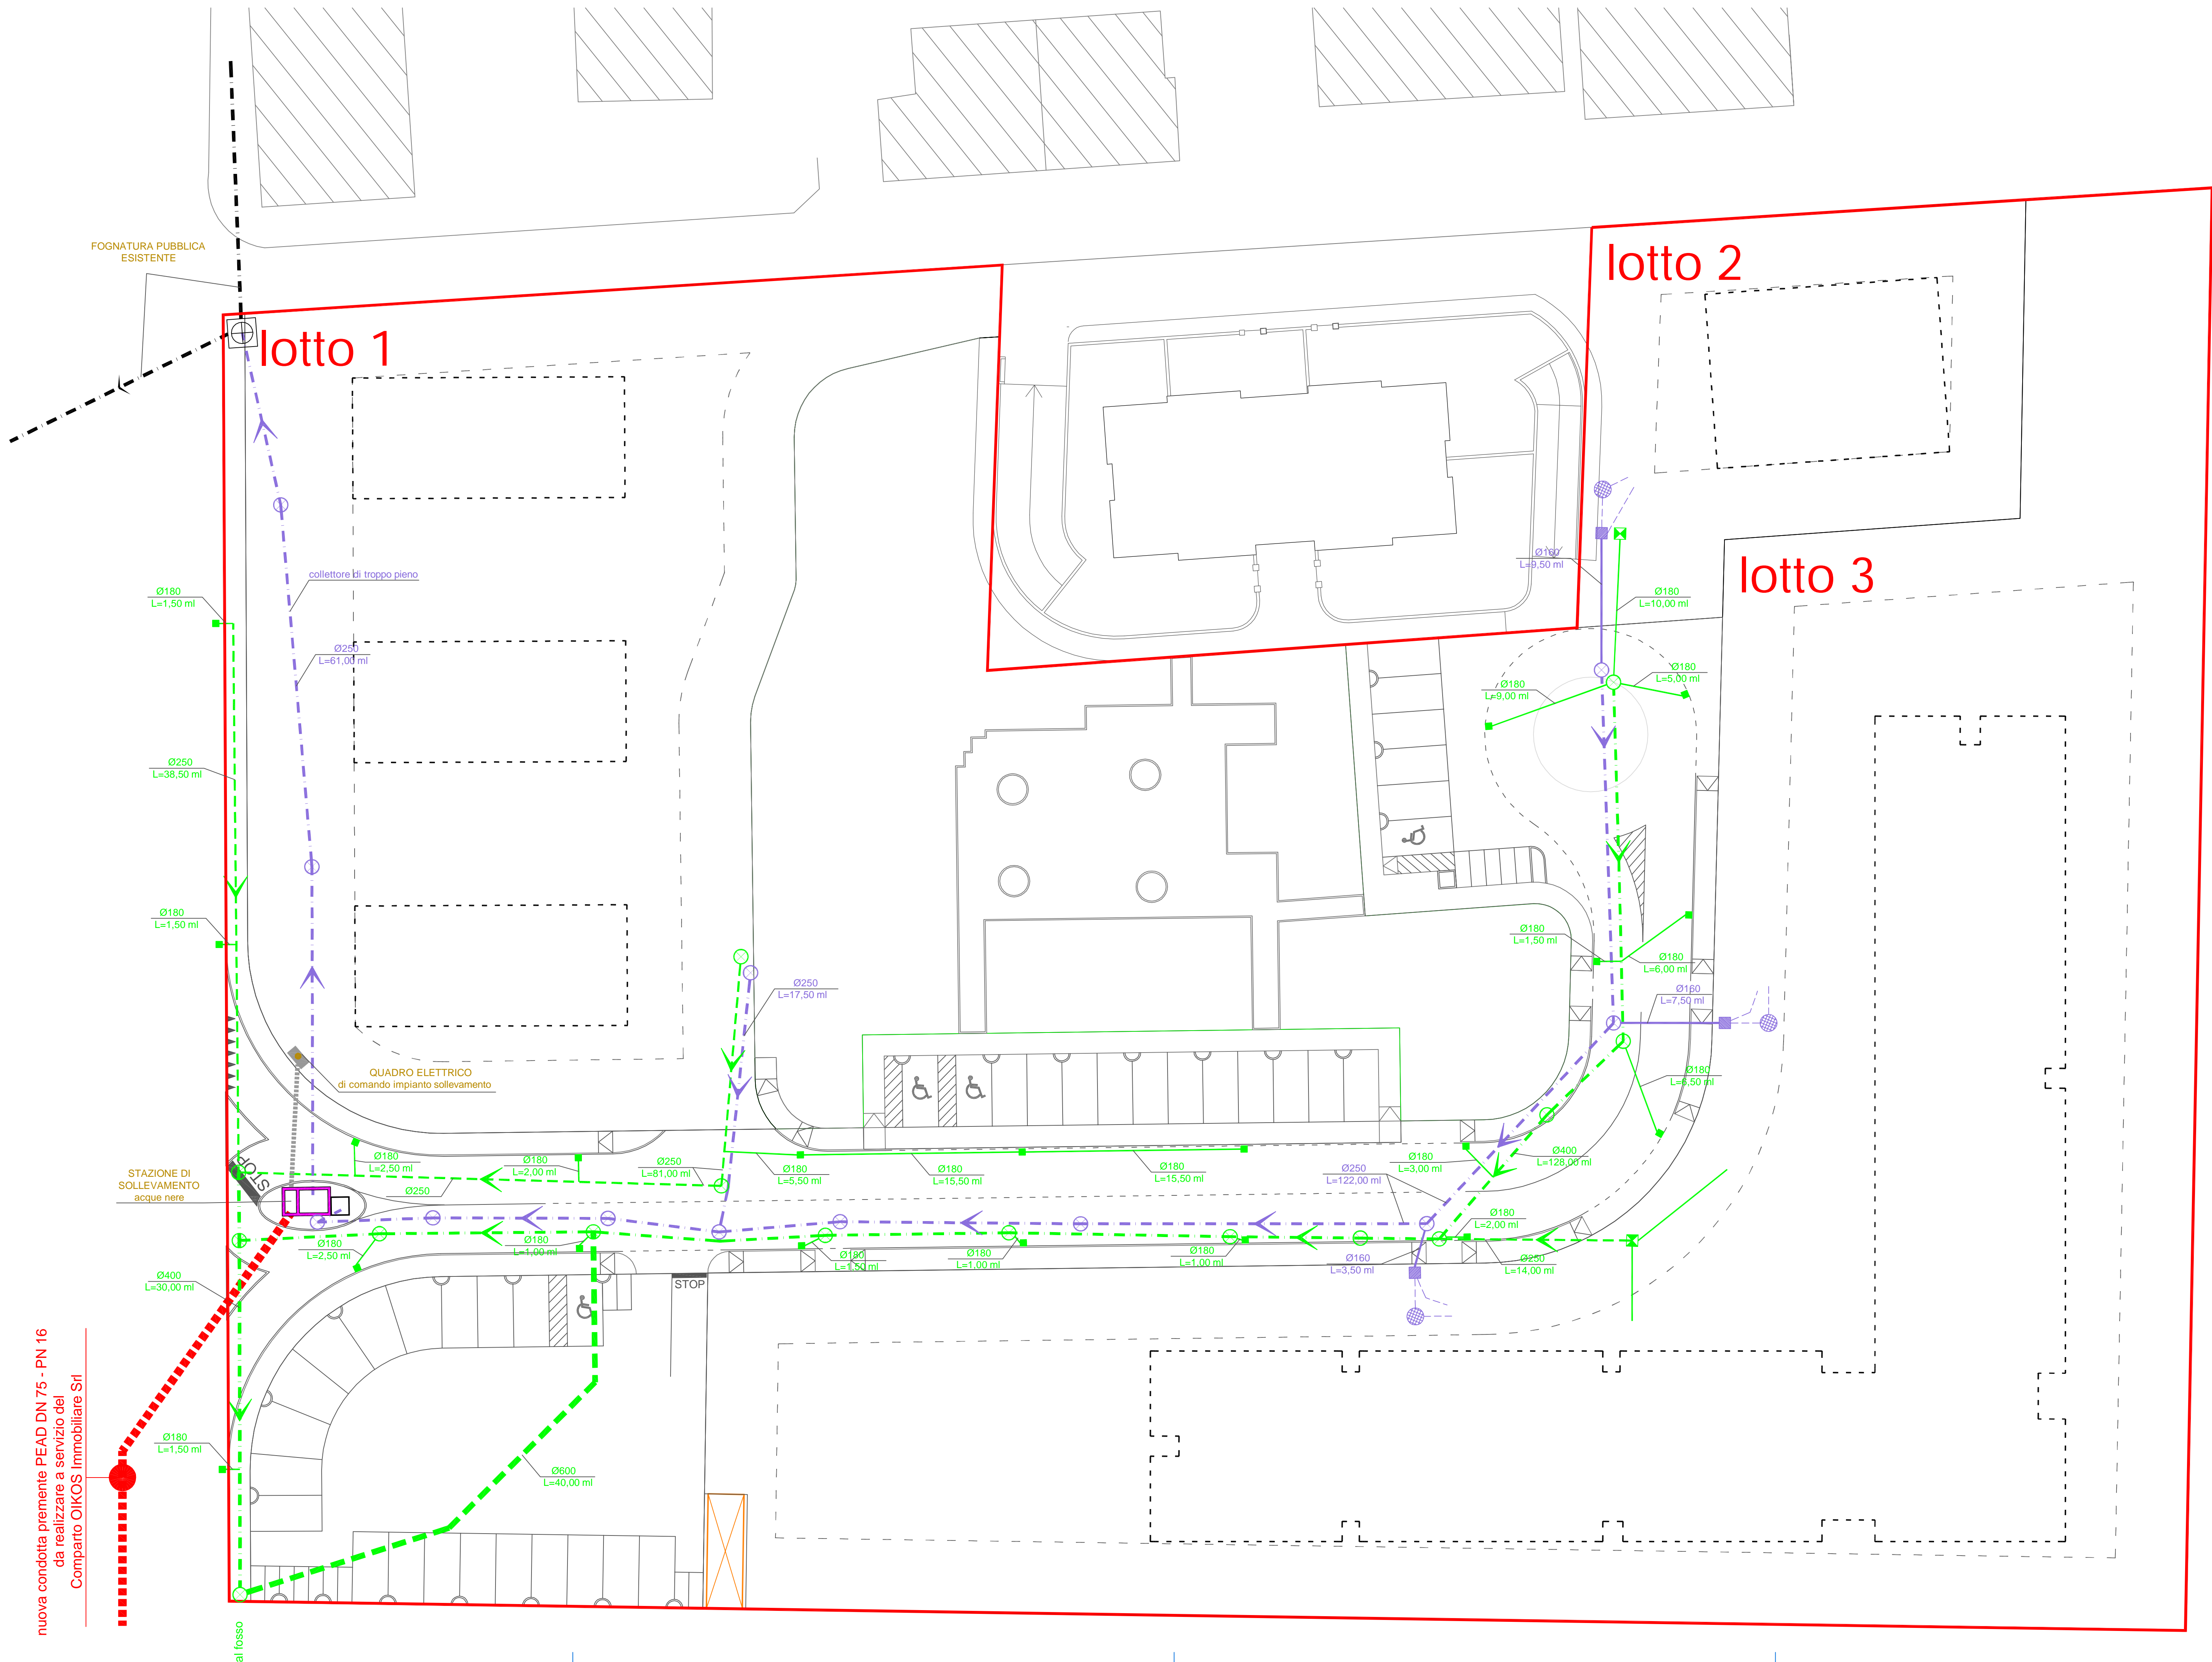 lotto 2
FOGNATURA PUBBLICA
ESISTENTE
lotto 1
Ø160
L=9,50 ml
lotto 3
collettore di troppo pieno
Ø180
L=1,50 ml
Ø180
L=10,00 ml
Ø250
L=61,00 ml
Ø180
L=5,00 ml
Ø180
L=9,00 ml
Ø250
L=38,50 ml
Ø180
L=1,50 ml
Ø180
L=1,50 ml
Ø180
L=6,00 ml
Ø250
L=17,50 ml
Ø160
L=7,50 ml
QUADRO ELETTRICO
di comando impianto sollevamento
Ø180
L=6,50 ml
STOP
STAZIONE DI
SOLLEVAMENTO
acque nere
Ø180
L=2,50 ml
Ø180
L=2,00 ml
Ø250
L=81,00 ml
Ø250
Ø180
L=5,50 ml
Ø180
L=15,50 ml
Ø180
L=15,50 ml
Ø250
L=122,00 ml
Ø180
L=3,00 ml
Ø400
L=128,00 ml
Ø180
L=2,00 ml
Ø180
L=2,50 ml
Ø180
L=1,00 ml
Ø180
L=1,50 ml
Ø180
L=1,00 ml
Ø180
L=1,00 ml
Ø160
L=3,50 ml
Ø250
L=14,00 ml
Ø400
L=30,00 ml
STOP
Ø180
L=1,50 ml
Ø600
L=40,00 ml
nuova condotta premente PEAD DN 75 - PN 16
da realizzare a servizio del
Comparto OIKOS Immobiliare Srl
al fosso